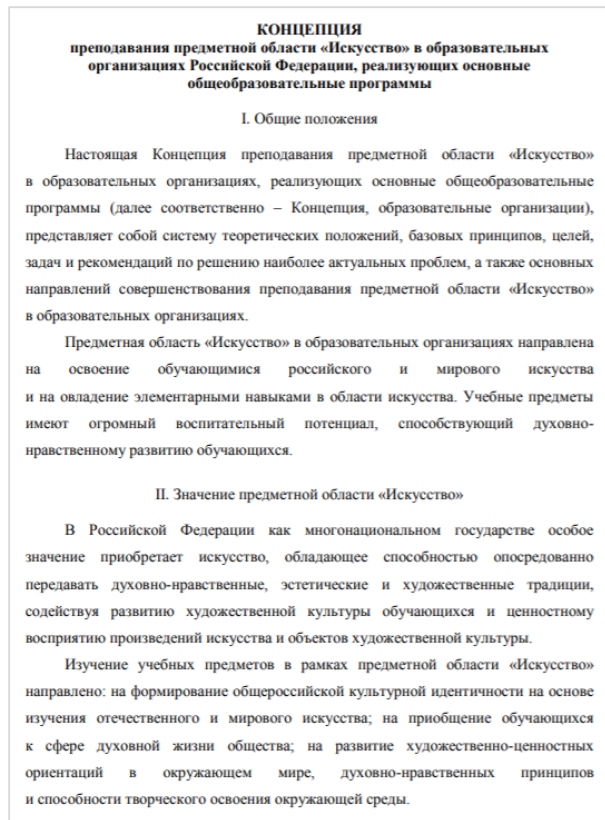 КОНЦЕПЦИЯ
преподавания предметной области «Искусство» в образовательных
организациях Российской Федерации, реализующих основные
общеобразовательные программы
I. Общие положения
Настоящая Концепция преподавания предметной области «Искусство»
в образовательных организациях, реализующих основные общеобразовательные
программы (далее соответственно – Концепция, образовательные организации),
представляет собой систему теоретических положений, базовых принципов, целей,
задач и рекомендаций по решению наиболее актуальных проблем, а также основных
направлений совершенствования преподавания предметной области «Искусство»
в образовательных организациях.
Предметная область «Искусство» в образовательных организациях направлена
на освоение обучающимися российского и мирового искусства
и на овладение элементарными навыками в области искусства. Учебные предметы
имеют огромный воспитательный потенциал, способствующий духовно-
нравственному развитию обучающихся.
II. Значение предметной области «Искусство»
В Российской Федерации как многонациональном государстве особое
значение приобретает искусство, обладающее способностью опосредованно
передавать духовно-нравственные, эстетические и художественные традиции,
содействуя развитию художественной культуры обучающихся и ценностному
восприятию произведений искусства и объектов художественной культуры.
Изучение учебных предметов в рамках предметной области «Искусство»
направлено: на формирование общероссийской культурной идентичности на основе
изучения отечественного и мирового искусства; на приобщение обучающихся
к сфере духовной жизни общества; на развитие художественно-ценностных
ориентаций в окружающем мире, духовно-нравственных принципов
и способности творческого освоения окружающей среды.